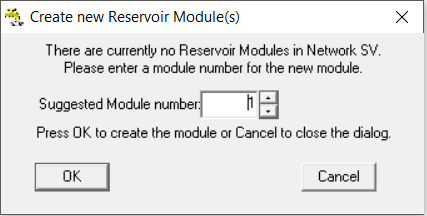 Create new Reservoir Module(s)
There are currently no Reservoir Modules in Network SV.
Please enter a module number for the new module.
Suggested Module number: 1
Press OK to create the module or Cancel to close the dialog.
OK Cancel